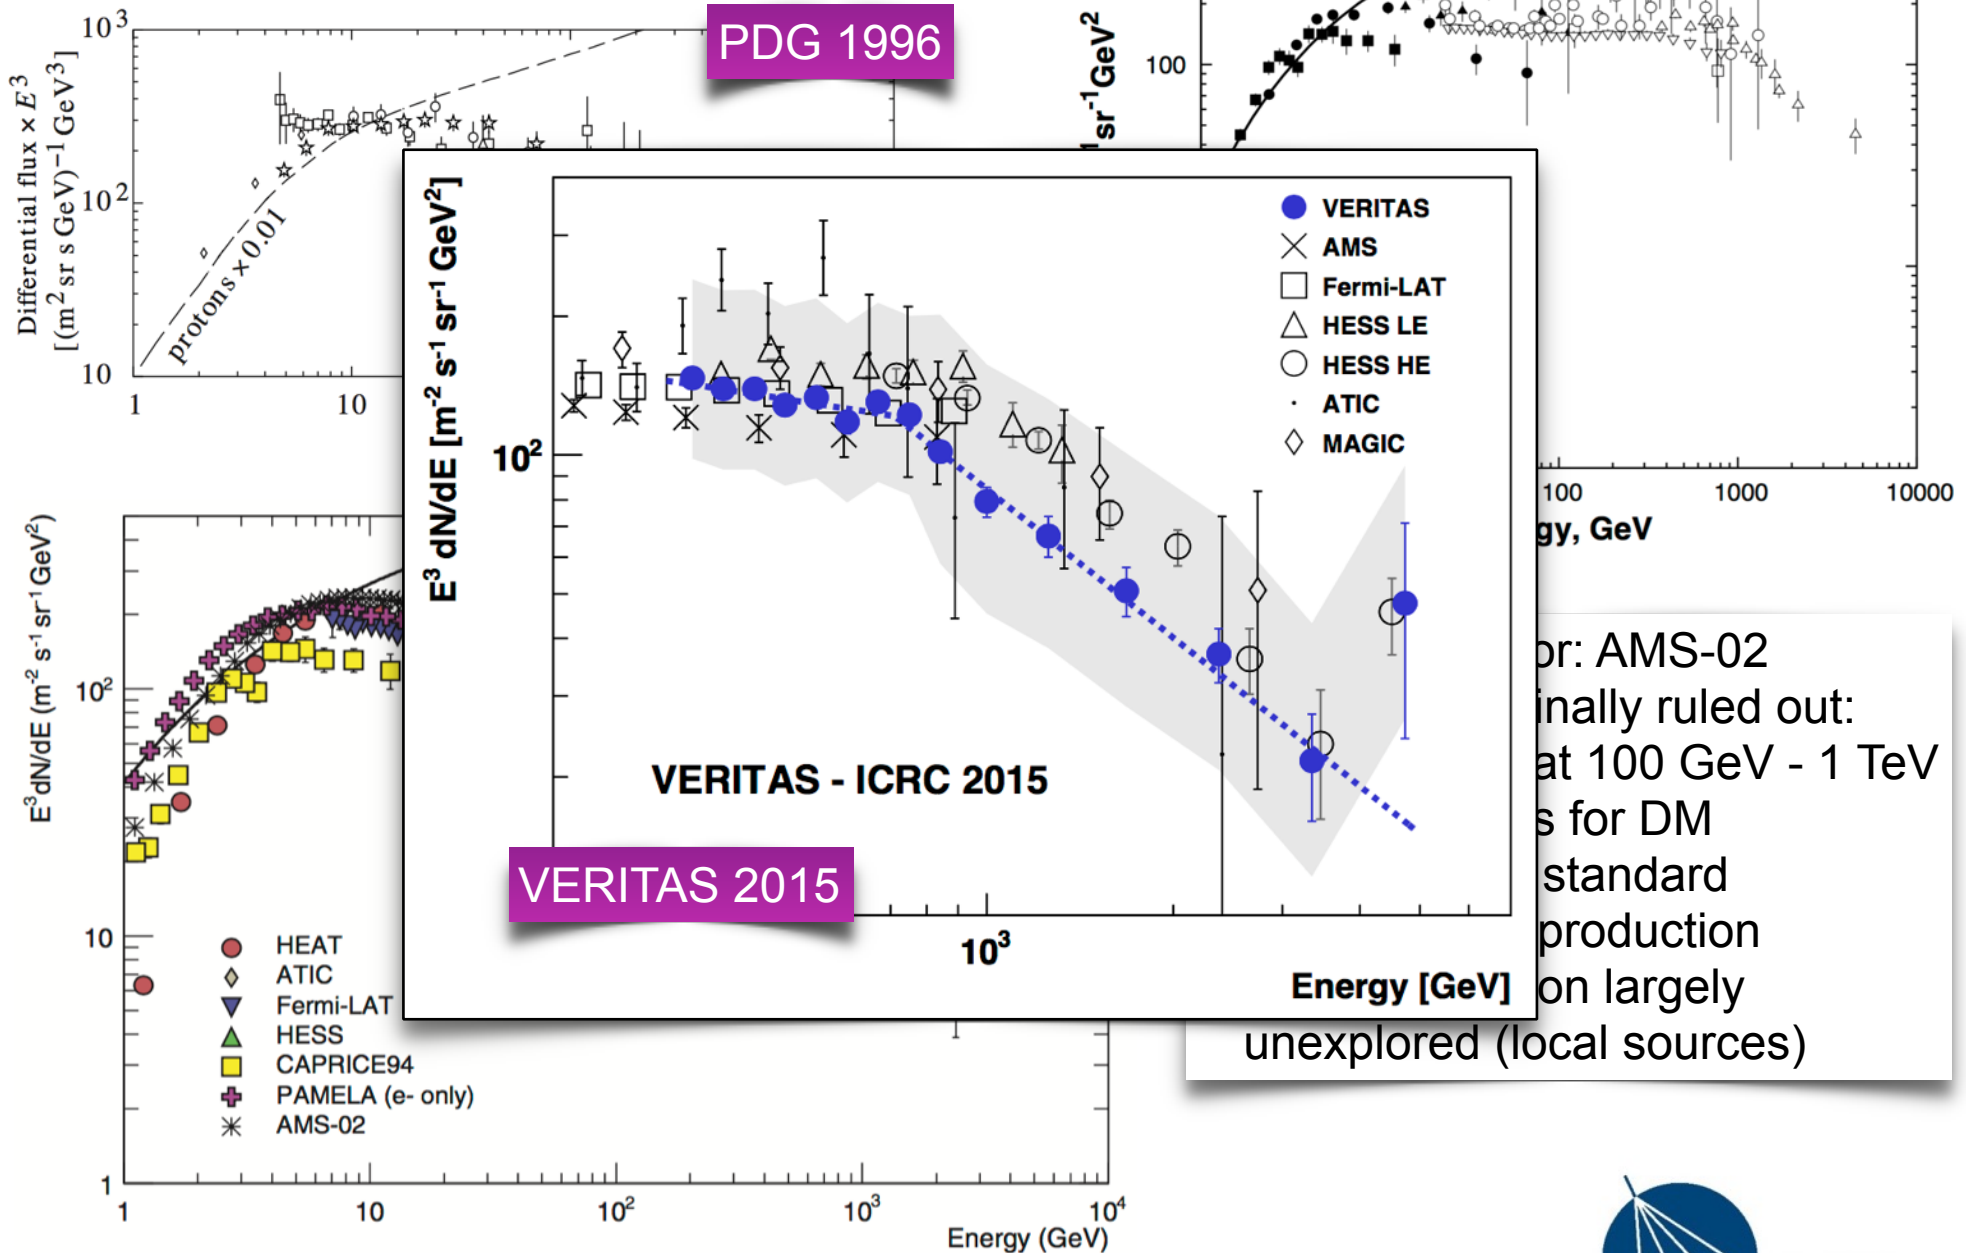 PDG 1996
Differential flux × E³
[(m² sr s GeV)⁻¹ GeV³]
10³
10²
10
1
10
protons × 0.01
sr⁻¹GeV²
100
100
1000
10000
gy, GeV
E³ dN/dE [m⁻² s⁻¹ sr⁻¹ GeV²]
10²
VERITAS
AMS
Fermi-LAT
HESS LE
HESS HE
ATIC
MAGIC
VERITAS - ICRC 2015
VERITAS 2015
10³
Energy [GeV]
or: AMS-02
inally ruled out:
at 100 GeV - 1 TeV
s for DM
standard
production
on largely
unexplored (local sources)
E³dN/dE (m⁻² s⁻¹ sr⁻¹ GeV²)
10²
10
1
HEAT
ATIC
Fermi-LAT
HESS
CAPRICE94
PAMELA (e- only)
AMS-02
1
10
10²
10³
10⁴
Energy (GeV)